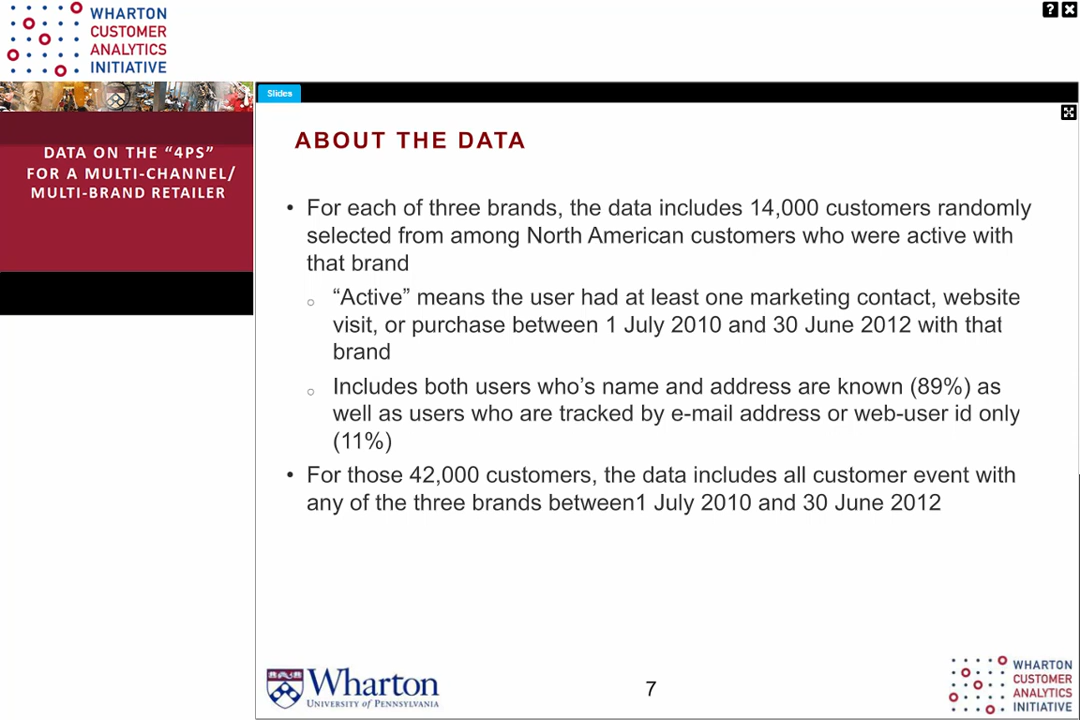 WHARTON
CUSTOMER
ANALYTICS
INITIATIVE
? 
Slides
DATA ON THE “4PS”
FOR A MULTI-CHANNEL/
MULTI-BRAND RETAILER
ABOUT THE DATA
• For each of three brands, the data includes 14,000 customers randomly
selected from among North American customers who were active with
that brand
○ “Active” means the user had at least one marketing contact, website
visit, or purchase between 1 July 2010 and 30 June 2012 with that
brand
○ Includes both users who’s name and address are known (89%) as
well as users who are tracked by e-mail address or web-user id only
(11%)
• For those 42,000 customers, the data includes all customer event with
any of the three brands between1 July 2010 and 30 June 2012
Wharton
UNIVERSITY of PENNSYLVANIA
7
WHARTON
CUSTOMER
ANALYTICS
INITIATIVE